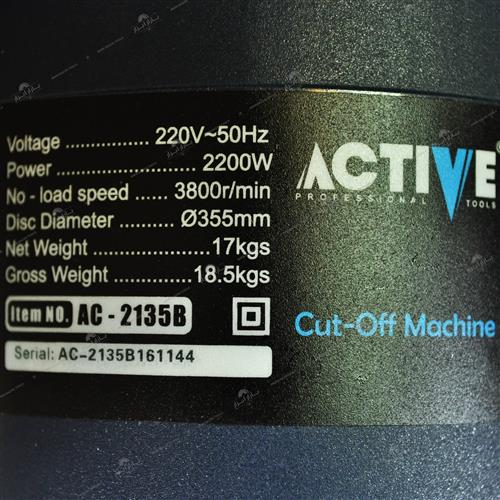 Voltage .................. 220V~50Hz
Power ........................ 2200W
No - load speed ..... 3800r/min
Disc Diameter ......... Ø355mm
Net Weight .................. 17kgs
Gross Weight ............. 18.5kg
Item NO. AC - 2135B
Serial: AC-2135B161144
ACTIVE
PROFESSIONAL TOOLS
Cut-Off Machine